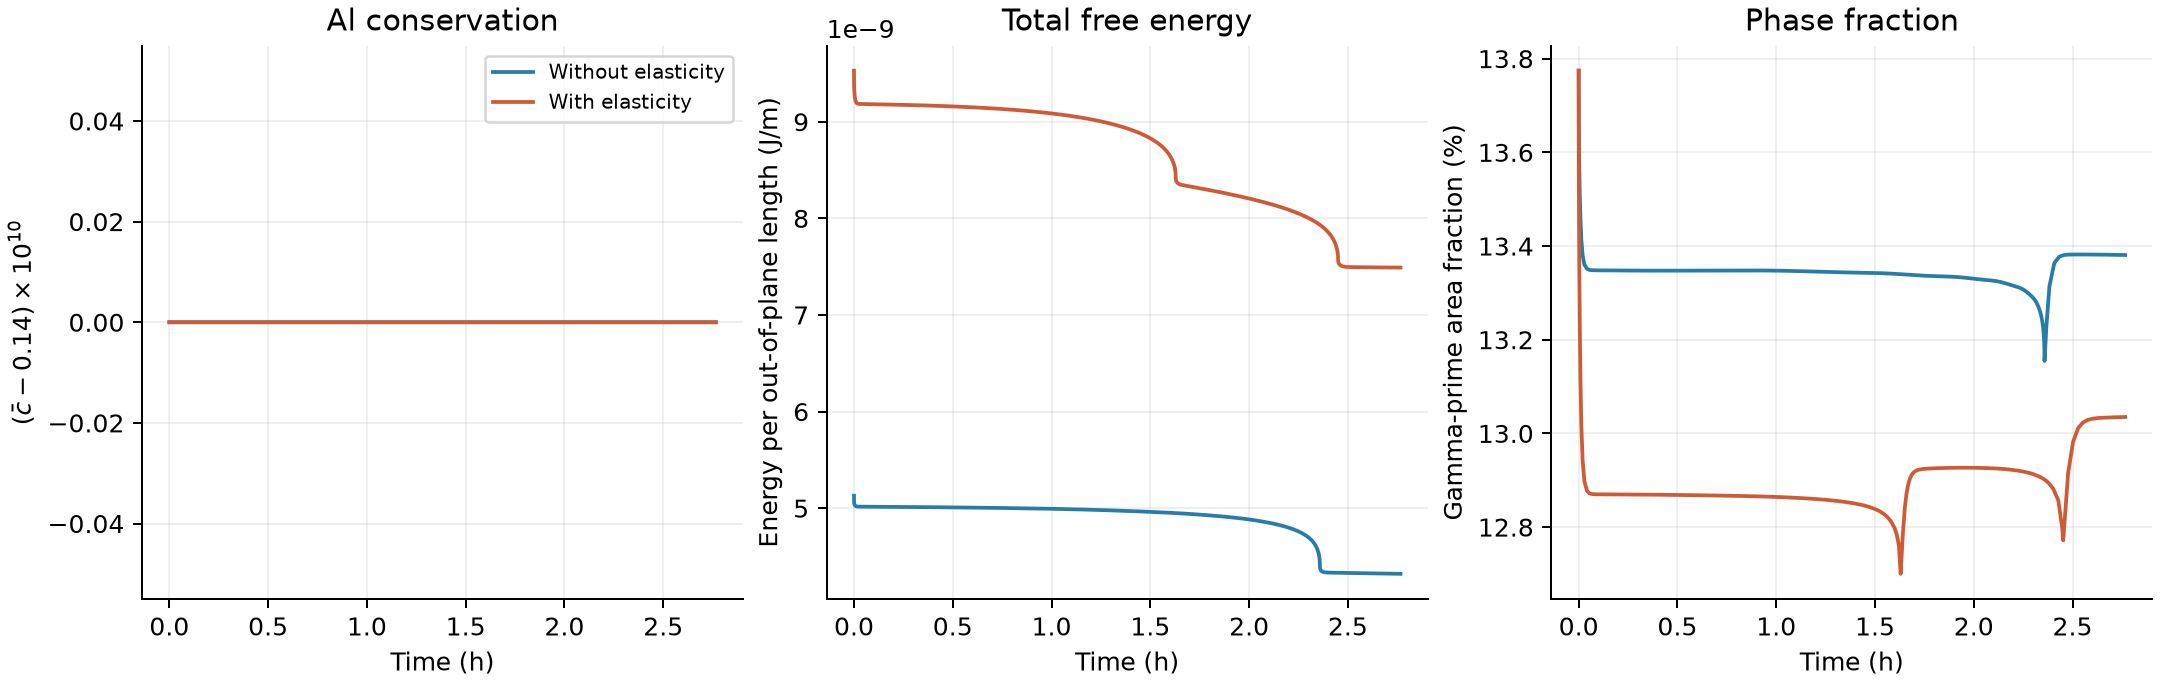 Al conservation
(c̄ − 0.14) × 10¹⁰
0.04
0.02
0.00
−0.02
−0.04
Without elasticity
With elasticity
0.0 0.5 1.0 1.5 2.0 2.5
Time (h)
Total free energy
1e−9
Energy per out-of-plane length (J/m)
9
8
7
6
5
0.0 0.5 1.0 1.5 2.0 2.5
Time (h)
Phase fraction
Gamma-prime area fraction (%)
13.8
13.6
13.4
13.2
13.0
12.8
0.0 0.5 1.0 1.5 2.0 2.5
Time (h)